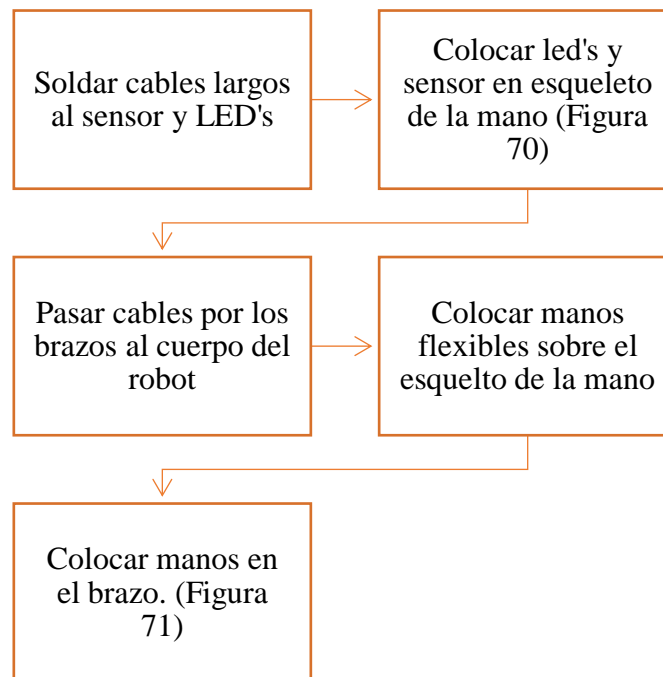 Soldar cables largos
al sensor y LED's
Colocar led's y
sensor en esqueleto
de la mano (Figura
70)
Pasar cables por los
brazos al cuerpo del
robot
Colocar manos
flexibles sobre el
esquelto de la mano
Colocar manos en
el brazo. (Figura
71)